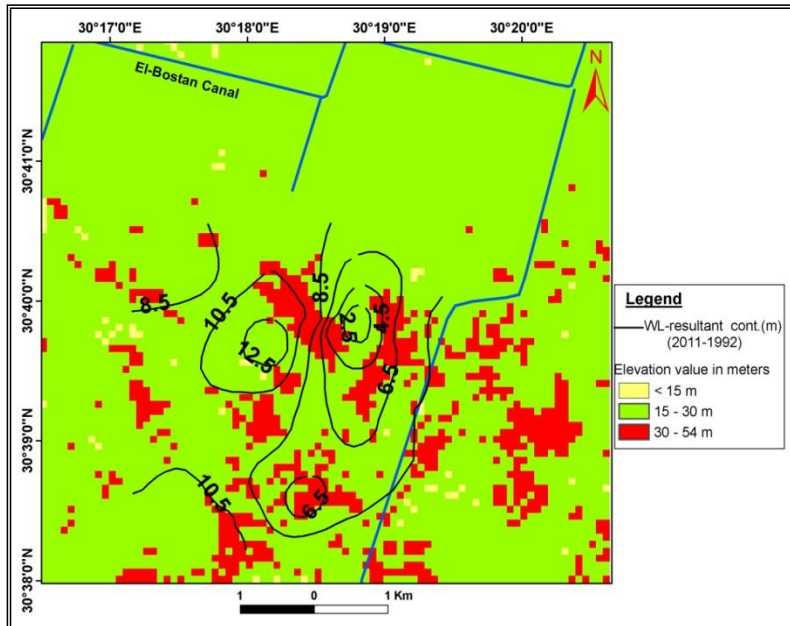 30°17'0"E 30°18'0"E 30°19'0"E 30°20'0"E
El-Bostan Canal
N
30°41'0"N
30°40'0"N
30°39'0"N
30°38'0"N
8.5
10.5
12.5
8.5
2.5
4.5
6.5
10.5
6.5
1 0 1 Km
Legend
WL-resultant cont.(m)
(2011-1992)
Elevation value in meters
< 15 m
15 - 30 m
30 - 54 m